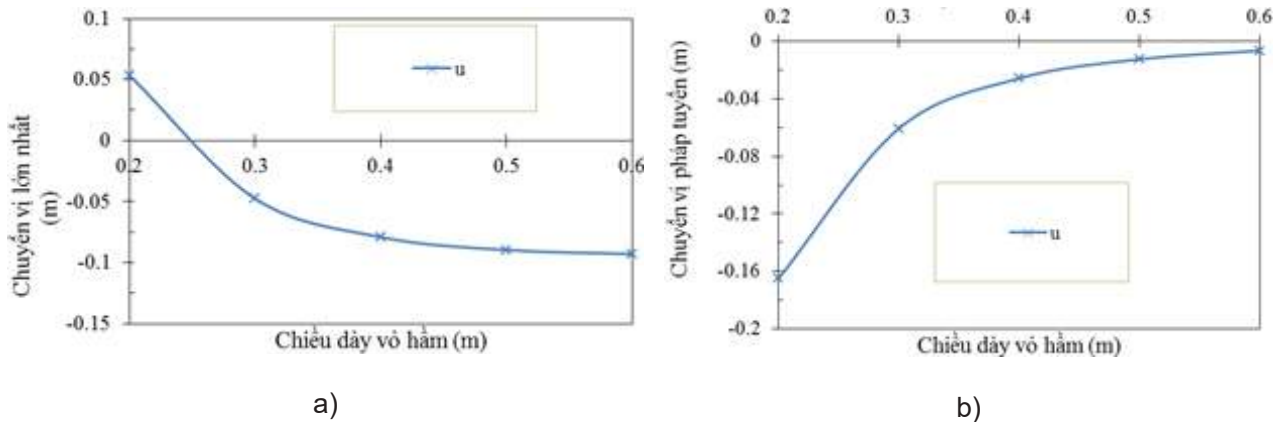 0.1
0.05
0
-0.05
-0.1
-0.15
0.2
0.3
0.4
0.5
0.6
u
Chuyển vị lớn nhất
(m)
Chiều dày vỏ hầm (m)
a)
0.2
0.3
0.4
0.5
0.6
0
-0.04
-0.08
-0.12
-0.16
-0.2
u
Chuyển vị pháp tuyến (m)
Chiều dày vỏ hầm (m)
b)